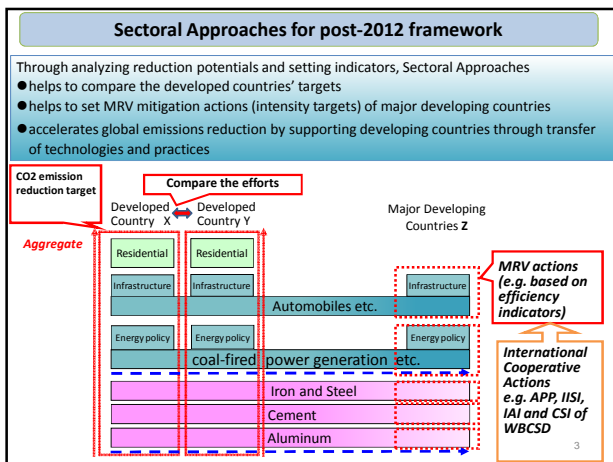 Sectoral Approaches for post-2012 framework
Through analyzing reduction potentials and setting indicators, Sectoral Approaches
●helps to compare the developed countries' targets
●helps to set MRV mitigation actions (intensity targets) of major developing countries
●accelerates global emissions reduction by supporting developing countries through transfer
of technologies and practices
CO2 emission
reduction target
Compare the efforts
Developed
Country X
Developed
Country Y
Major Developing
Countries Z
Aggregate
Residential
Residential
Infrastructure
Infrastructure
Infrastructure
Automobiles etc.
Energy policy
Energy policy
Energy policy
coal-fired power generation etc.
Iron and Steel
Cement
Aluminum
MRV actions
(e.g. based on
efficiency
indicators)
International
Cooperative
Actions
e.g. APP, IISI,
IAI and CSI of
WBCSD
3